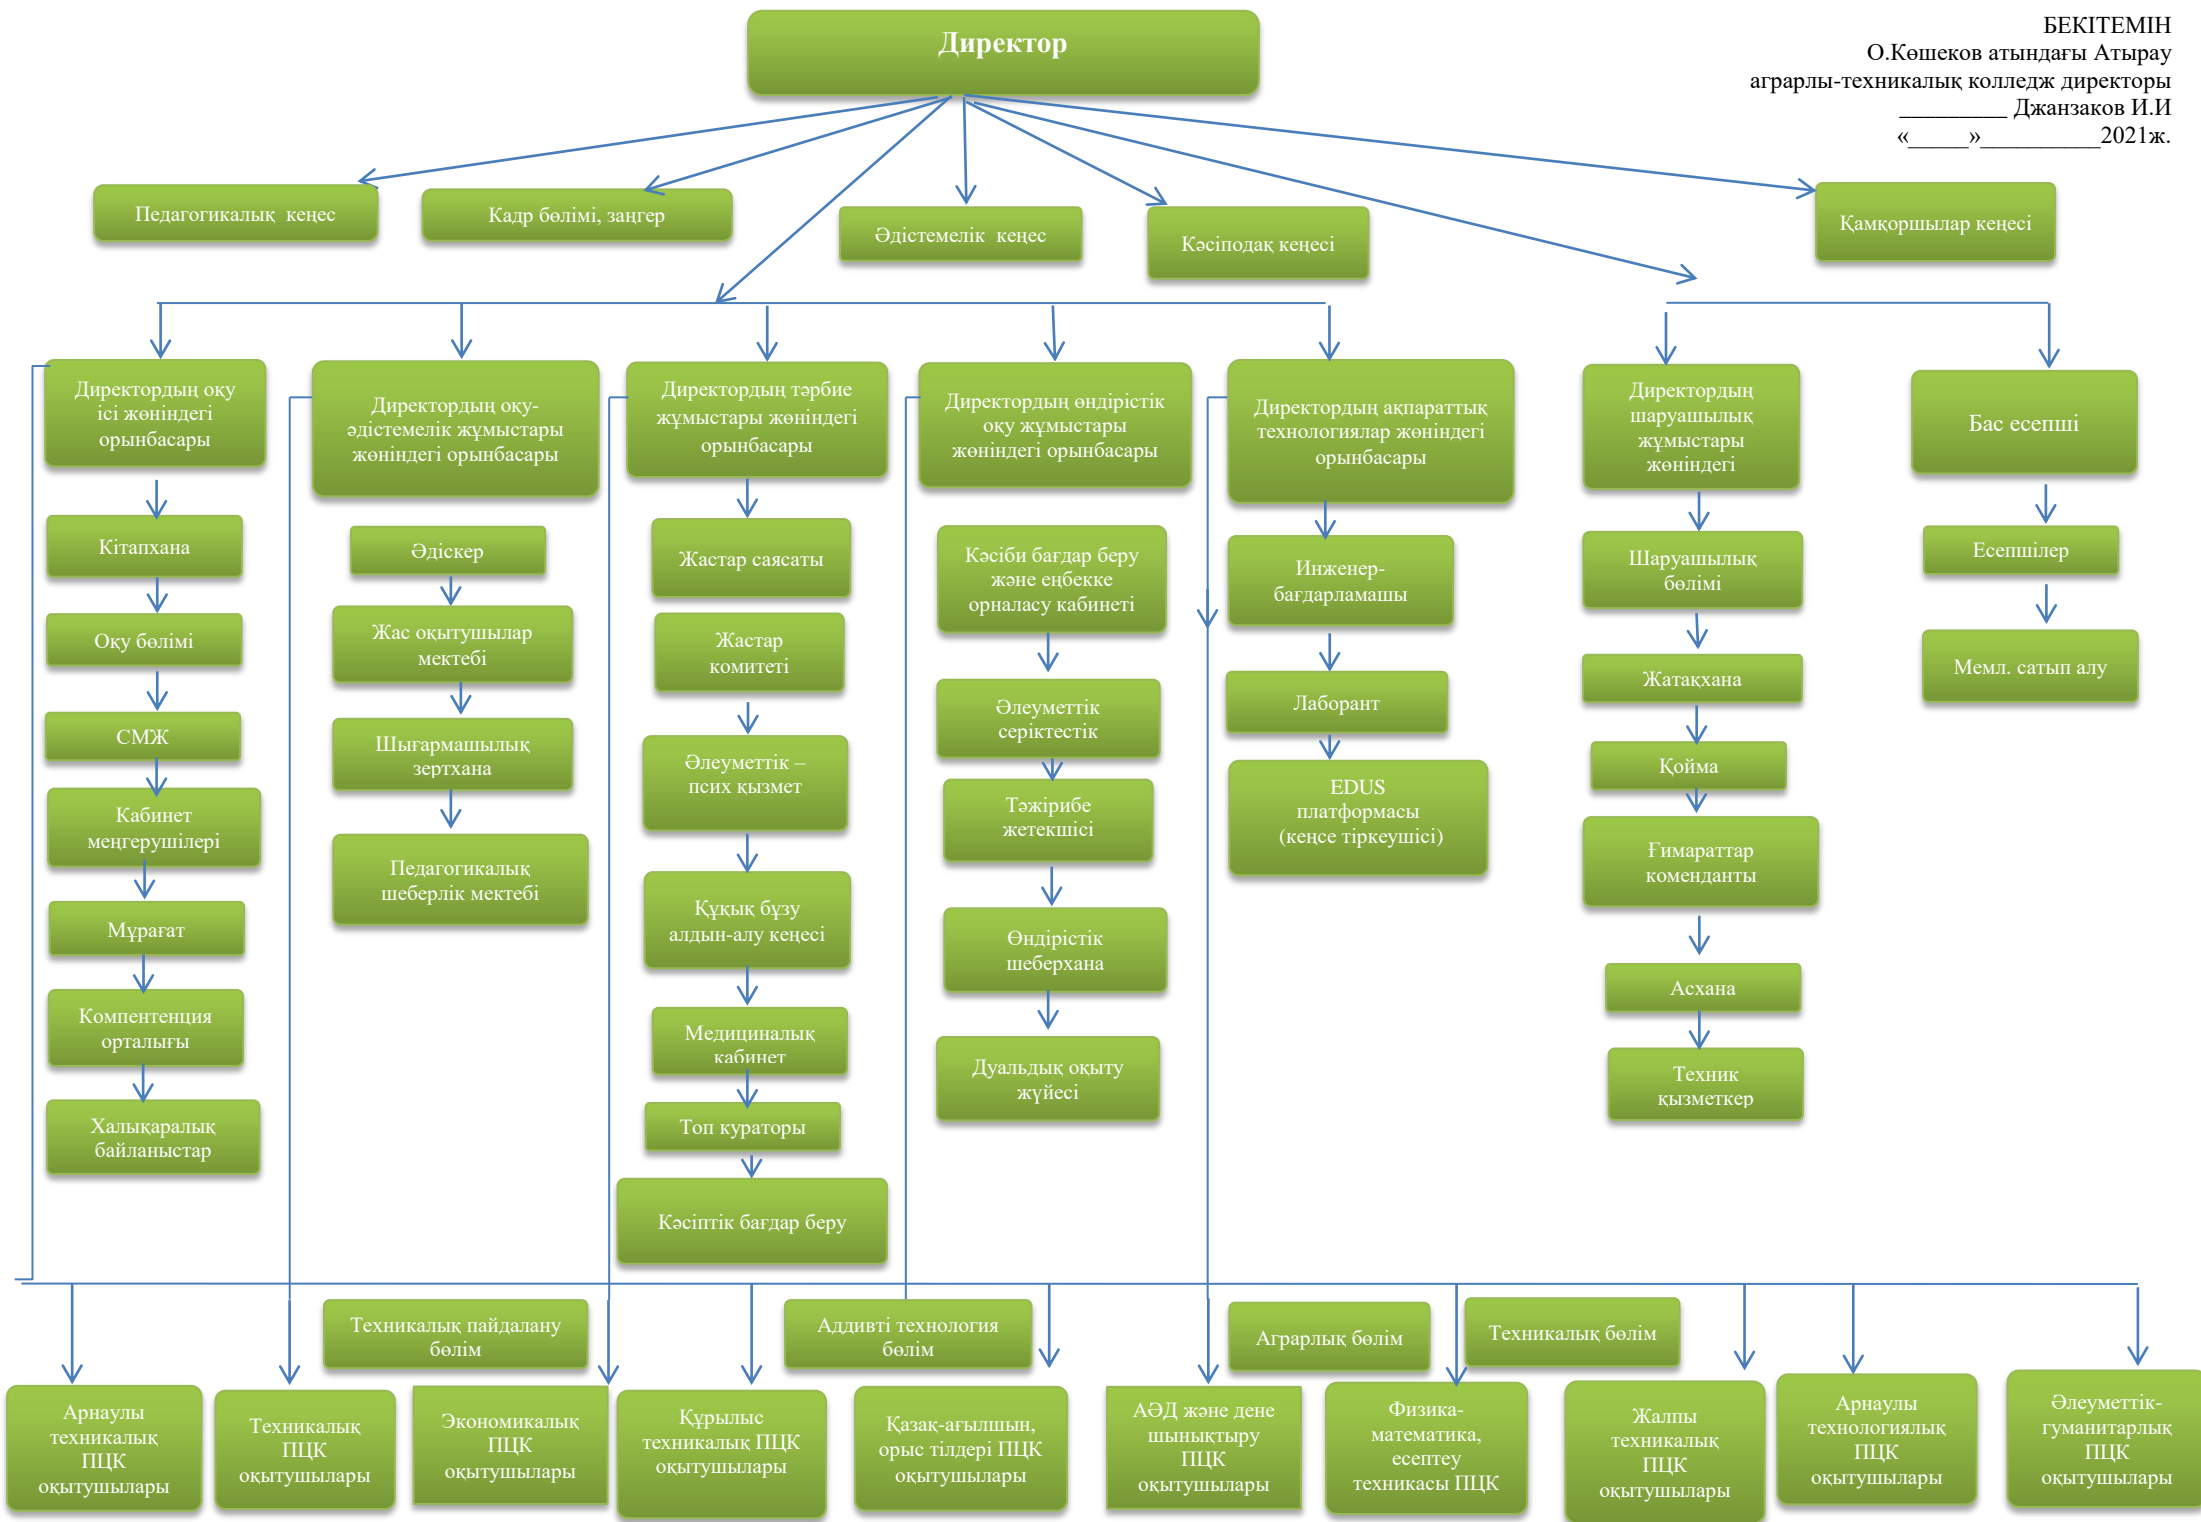 Директор
БЕКІТЕМІН
О.Көшеков атындағы Атырау
аграрлы-техникалық колледж директоры
_________ Джанзаков И.И
«_____»__________2021ж.
Педагогикалық кеңес
Кадр бөлімі, заңгер
Әдістемелік кеңес
Кәсіподақ кеңесі
Қамқоршылар кеңесі
Директордың оқу
ісі жөніндегі
орынбасары
Директордың оқу-
әдістемелік жұмыстары
жөніндегі орынбасары
Директордың тәрбие
жұмыстары жөніндегі
орынбасары
Директордың өндірістік
оқу жұмыстары
жөніндегі орынбасары
Директордың ақпараттық
технологиялар жөніндегі
орынбасары
Директордың
шаруашылық
жұмыстары
жөніндегі
Бас есепші
Кітапхана
Оқу бөлімі
СМЖ
Кабинет
меңгерушілері
Мұрағат
Компентенция
орталығы
Халықаралық
байланыстар
Әдіскер
Жас оқытушылар
мектебі
Шығармашылық
зертхана
Педагогикалық
шеберлік мектебі
Жастар саясаты
Жастар
комитеті
Әлеуметтік –
псих қызмет
Құқық бұзу
алдын-алу кеңесі
Медициналық
кабинет
Топ кураторы
Кәсіптік бағдар беру
Кәсіби бағдар беру
және еңбекке
орналасу кабинеті
Әлеуметтік
серіктестік
Тәжірибе
жетекшісі
Өндірістік
шеберхана
Дуальдық оқыту
жүйесі
Инженер-
бағдарламашы
Лаборант
EDUS
платформасы
(кеңсе тіркеушісі)
Шаруашылық
бөлімі
Жатақхана
Қойма
Ғимараттар
коменданты
Асхана
Техник
қызметкер
Есепшілер
Мемл. сатып алу
Техникалық пайдалану
бөлім
Аддивті технология
бөлім
Аграрлық бөлім
Техникалық бөлім
Арнаулы
техникалық
ПЦК
оқытушылары
Техникалық
ПЦК
оқытушылары
Экономикалық
ПЦК
оқытушылары
Құрылыс
техникалық ПЦК
оқытушылары
Қазақ-ағылшын,
орыс тілдері ПЦК
оқытушылары
АӘД және дене
шынықтыру
ПЦК
оқытушылары
Физика-
математика,
есептеу
техникасы ПЦК
Жалпы
техникалық
ПЦК
оқытушылары
Арнаулы
технологиялық
ПЦК
оқытушылары
Әлеуметтік-
гуманитарлық
ПЦК
оқытушылары